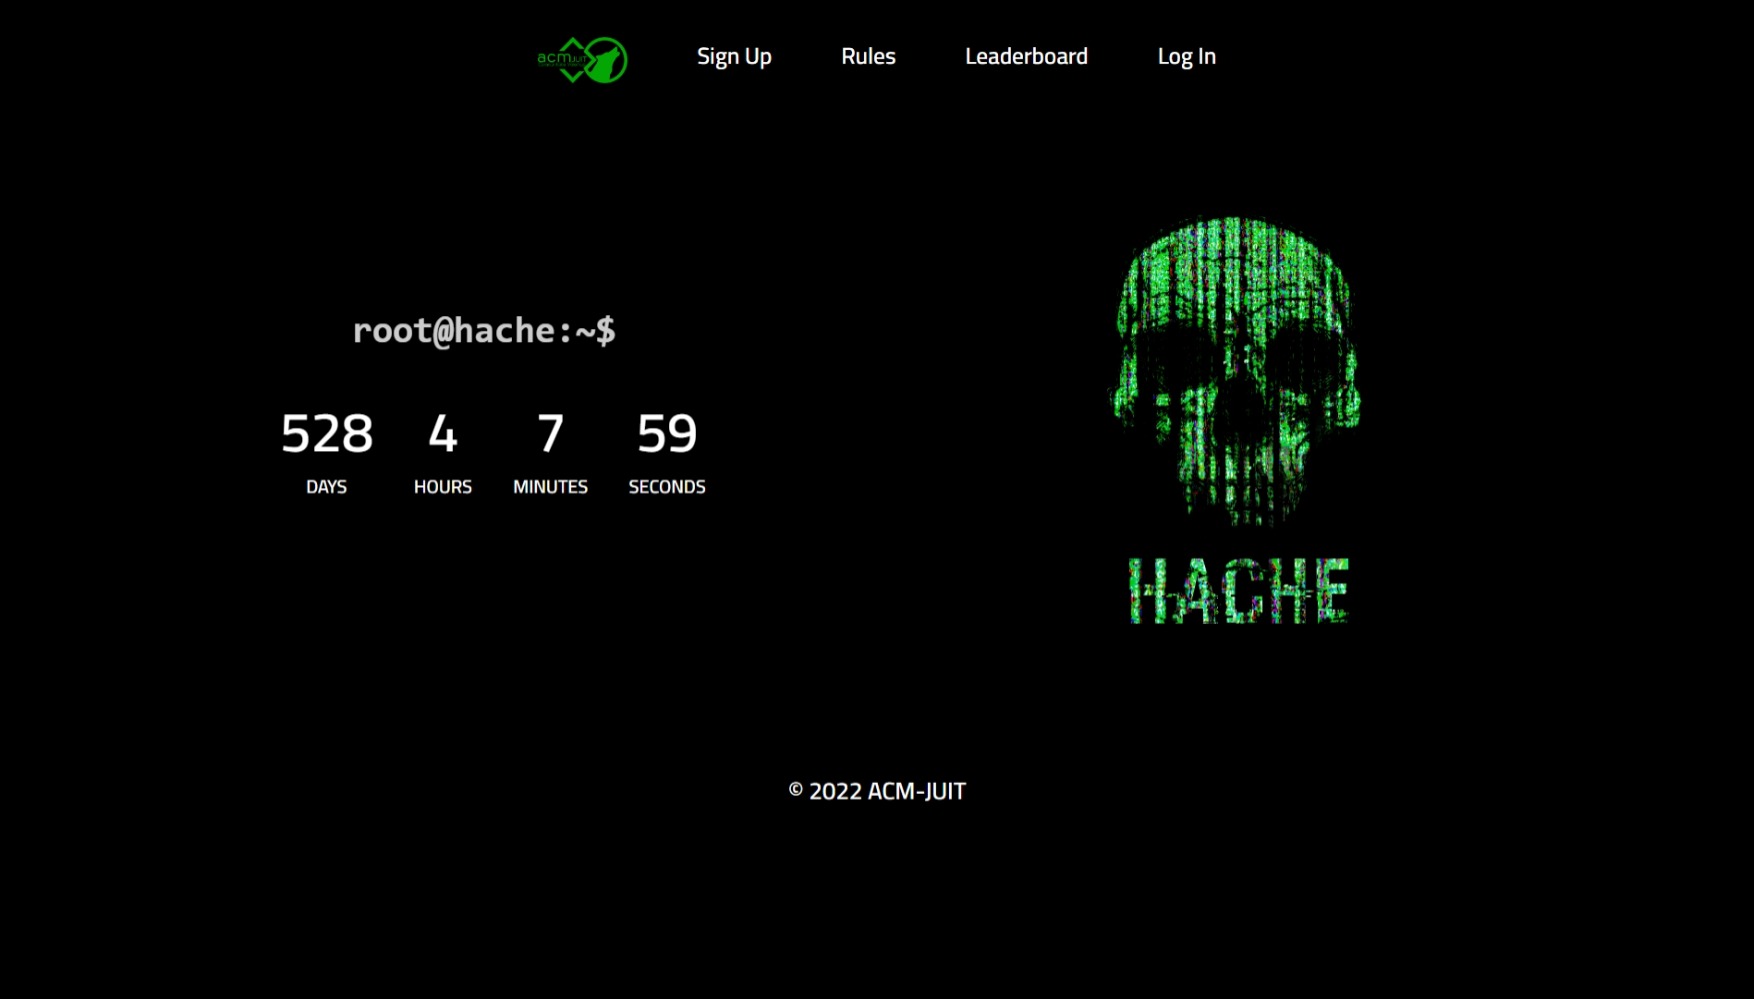 acm JUIT
Sign Up
Rules
Leaderboard
Log In
root@hache:~$
528 4 7 59
DAYS HOURS MINUTES SECONDS
HACHE
© 2022 ACM-JUIT